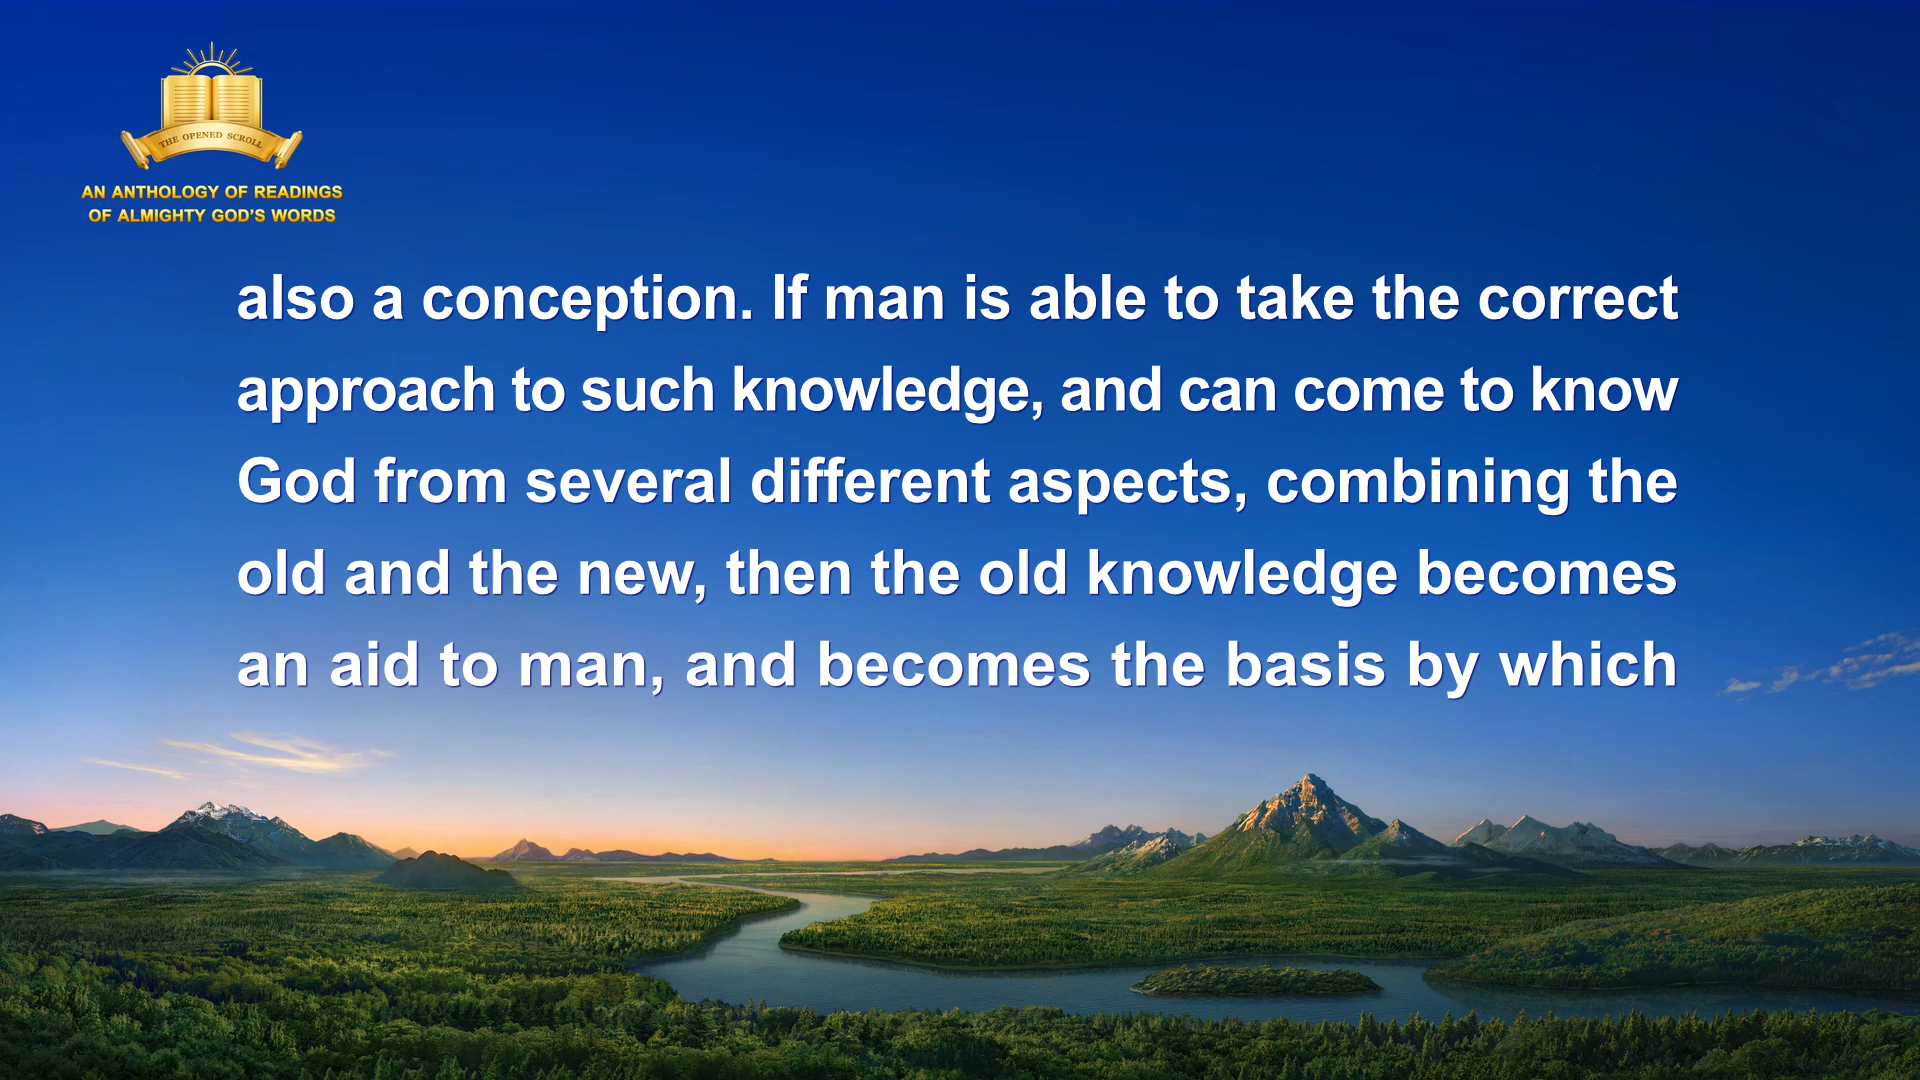 THE OPENED SCROLL
AN ANTHOLOGY OF READINGS
OF ALMIGHTY GOD'S WORDS
also a conception. If man is able to take the correct
approach to such knowledge, and can come to know
God from several different aspects, combining the
old and the new, then the old knowledge becomes
an aid to man, and becomes the basis by which